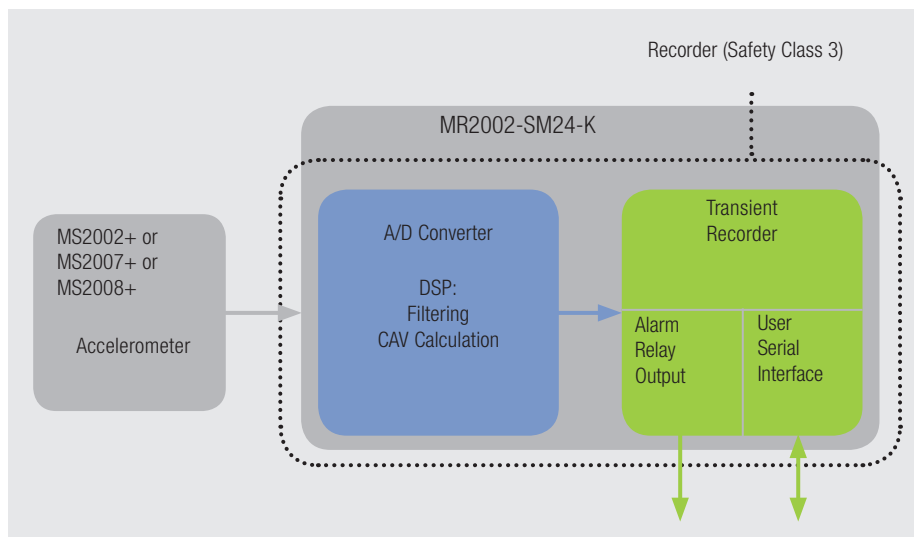 Recorder (Safety Class 3)
MR2002-SM24-K
MS2002+ or
MS2007+ or
MS2008+
Accelerometer
A/D Converter
DSP:
Filtering
CAV Calculation
Transient
Recorder
Alarm
Relay
Output
User
Serial
Interface